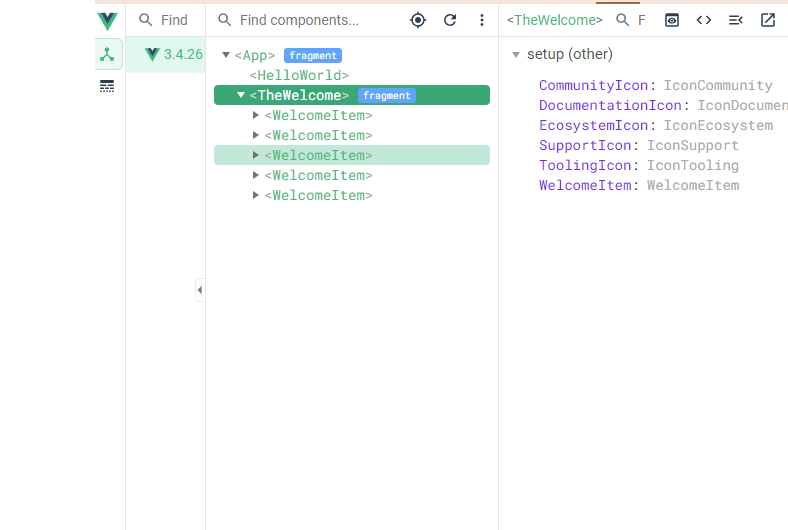 Find
3.4.26
Find components...
<App> fragment
<HelloWorld>
<TheWelcome> fragment
<WelcomeItem>
<WelcomeItem>
<WelcomeItem>
<WelcomeItem>
<WelcomeItem>
<TheWelcome> F
setup (other)
CommunityIcon: IconCommunity
DocumentationIcon: IconDocumen
EcosystemIcon: IconEcosystem
SupportIcon: IconSupport
ToolingIcon: IconTooling
WelcomeItem: WelcomeItem